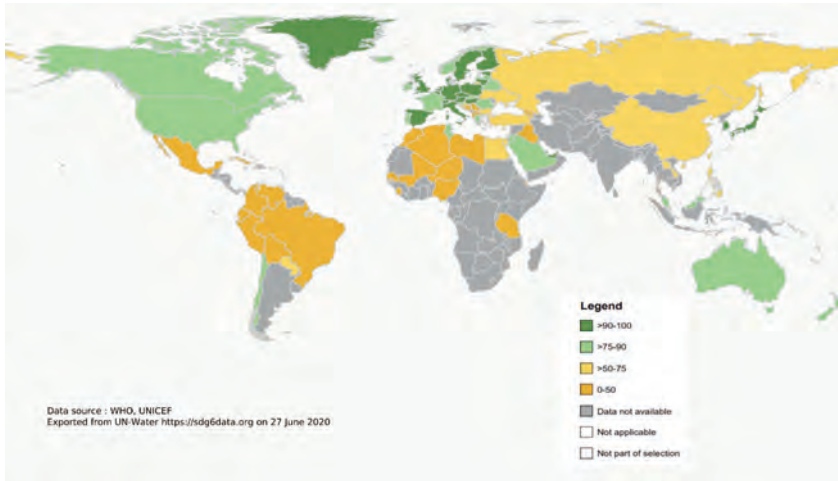 Legend
>90-100
>75-90
>50-75
0-50
Data not available
Not applicable
Not part of selection
Data source : WHO, UNICEF
Exported from UN-Water https://sdg6data.org on 27 June 2020